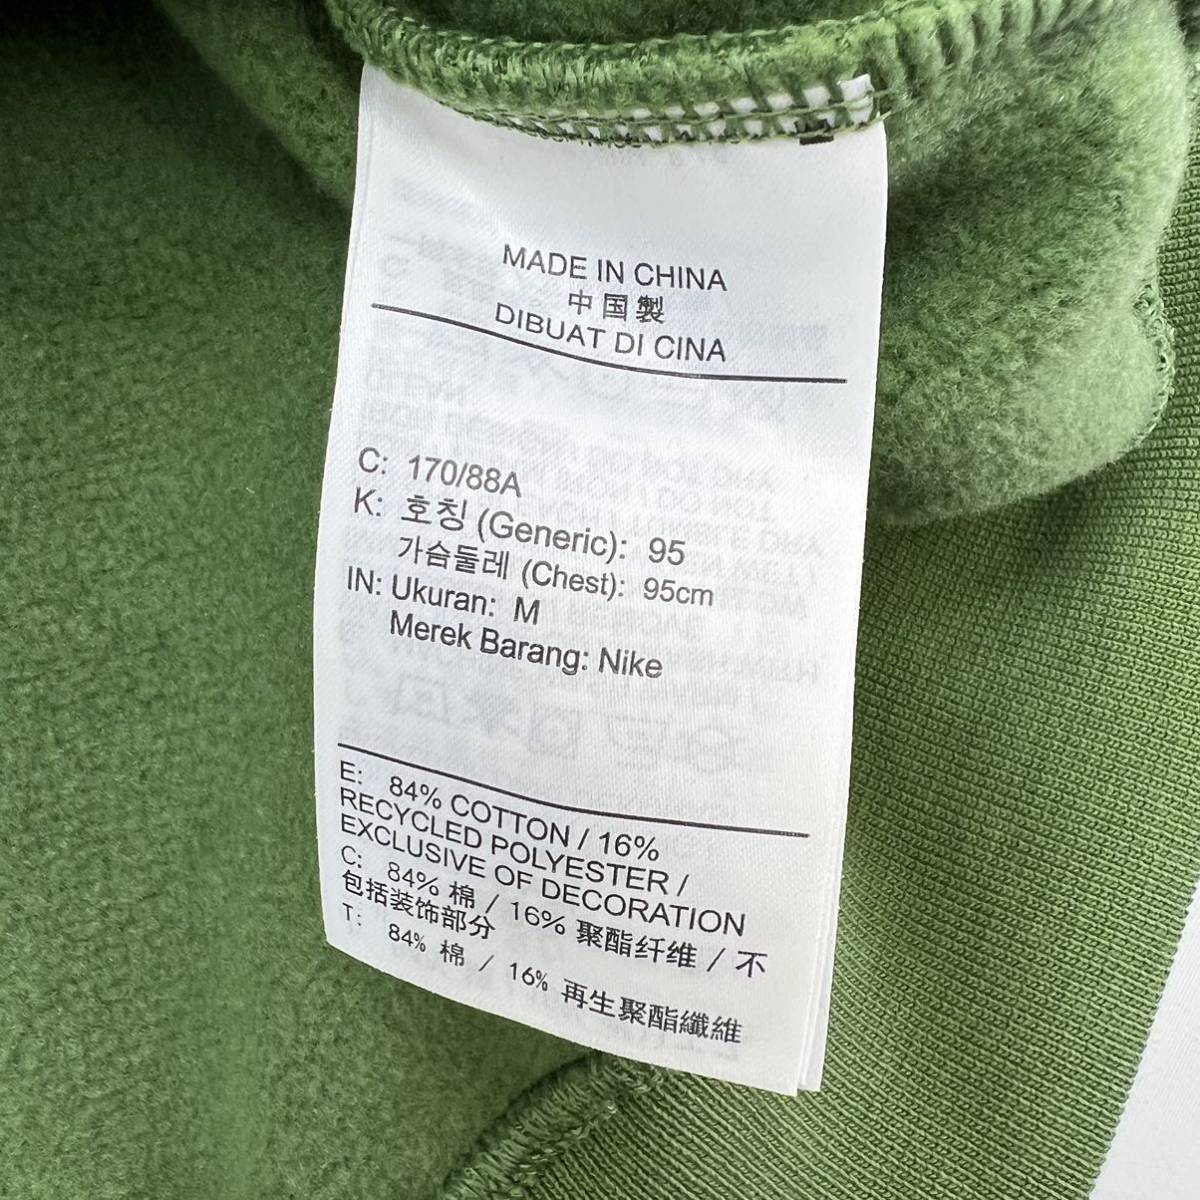 MADE IN CHINA
中国製
DIBUAT DI CINA
C: 170/88A
K: 호칭 (Generic): 95
가슴둘레 (Chest): 95cm
IN: Ukuran: M
Merek Barang: Nike
E: 84% COTTON / 16%
RECYCLED POLYESTER /
EXCLUSIVE OF DECORATION
C: 84% 棉 / 16% 聚酯纤维 / 不
包括装饰部分
T: 84% 棉 / 16% 再生聚酯纖維